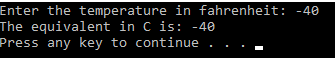 Enter the temperature in fahrenheit: -40
The equivalent in C is: -40
Press any key to continue . . .